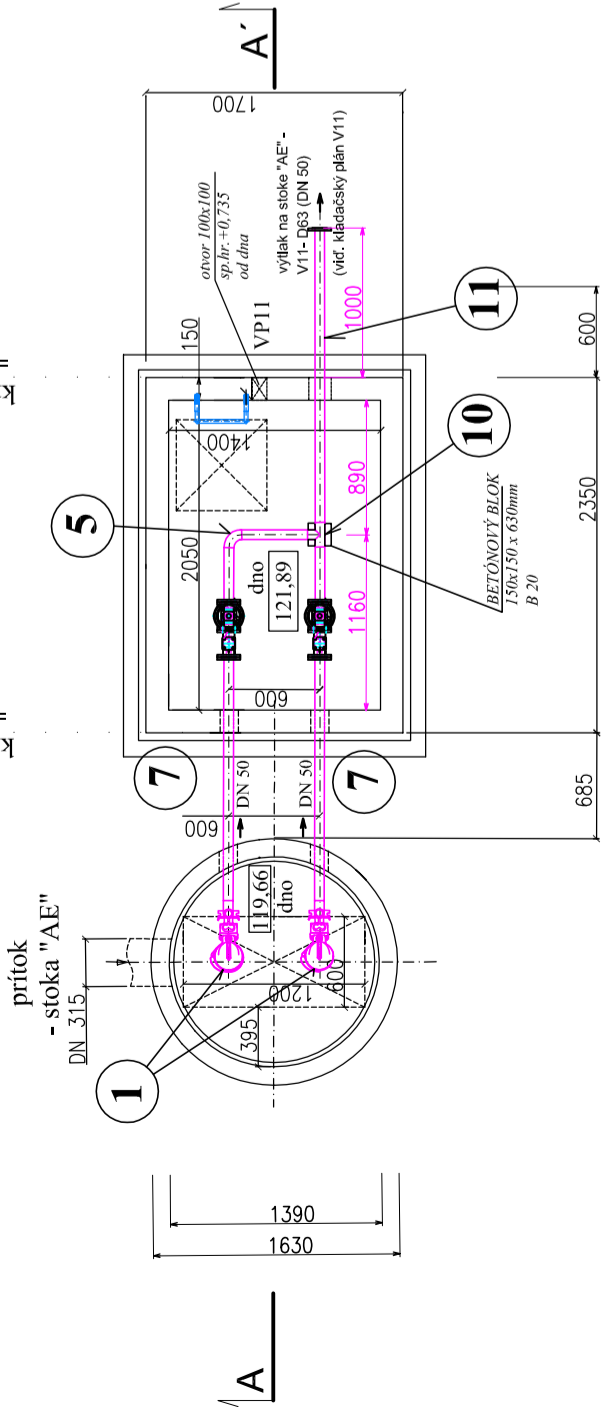 A´
1700
otvor 100x100
sp.hr.+0,735
od dna
výtlak na stoke "AE" -
V11- D63 (DN 50)
(viď. kladačský plán V11)
150
VP11
1000
11
600
1400
5
2050
dno
121,89
890
10
1160
BETÓNOVÝ BLOK
150x150 x 630mm
B 20
2350
600
7
7
DN 50
DN 50
600
685
prítok
- stoka "AE"
DN 315
119,66
dno
1200
600
395
1
1390
1630
A